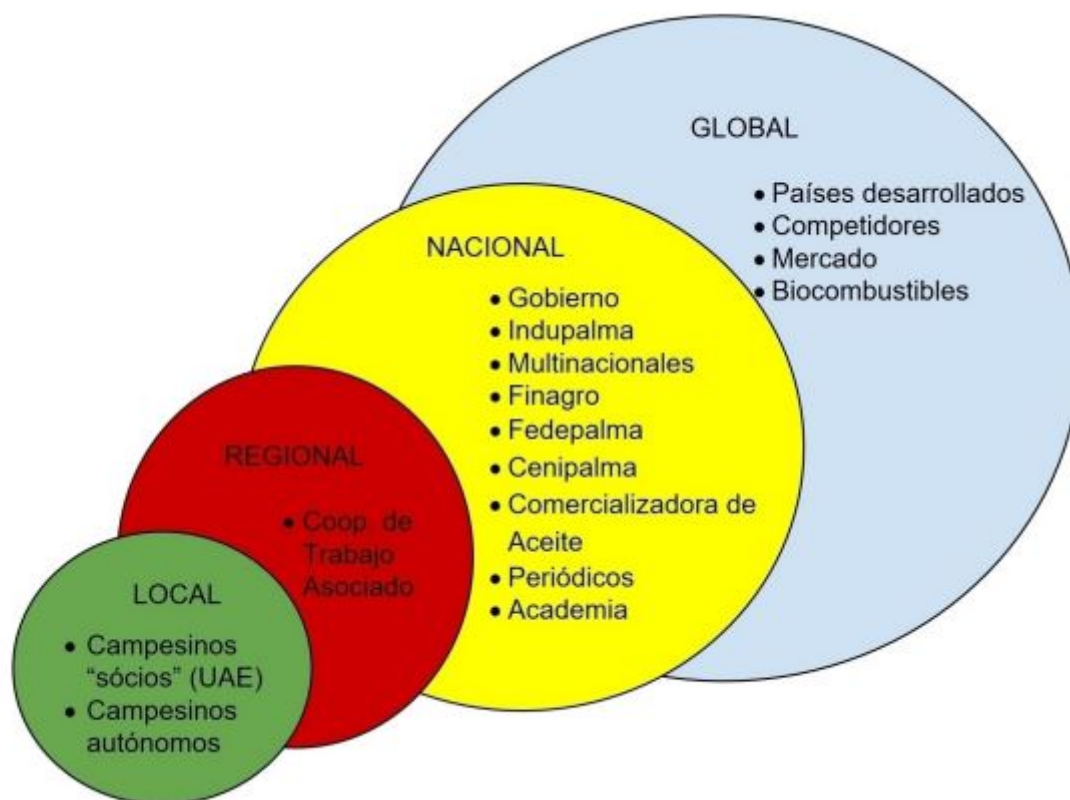 GLOBAL
• Países desarrollados
• Competidores
• Mercado
• Biocombustibles
NACIONAL
• Gobierno
• Indupalma
• Multinacionales
• Finagro
• Fedepalma
• Cenipalma
• Comercializadora de
Aceite
• Periódicos
• Academia
REGIONAL
• Coop. de
Trabajo
Asociado
LOCAL
• Campesinos
“sócios” (UAE)
• Campesinos
autónomos